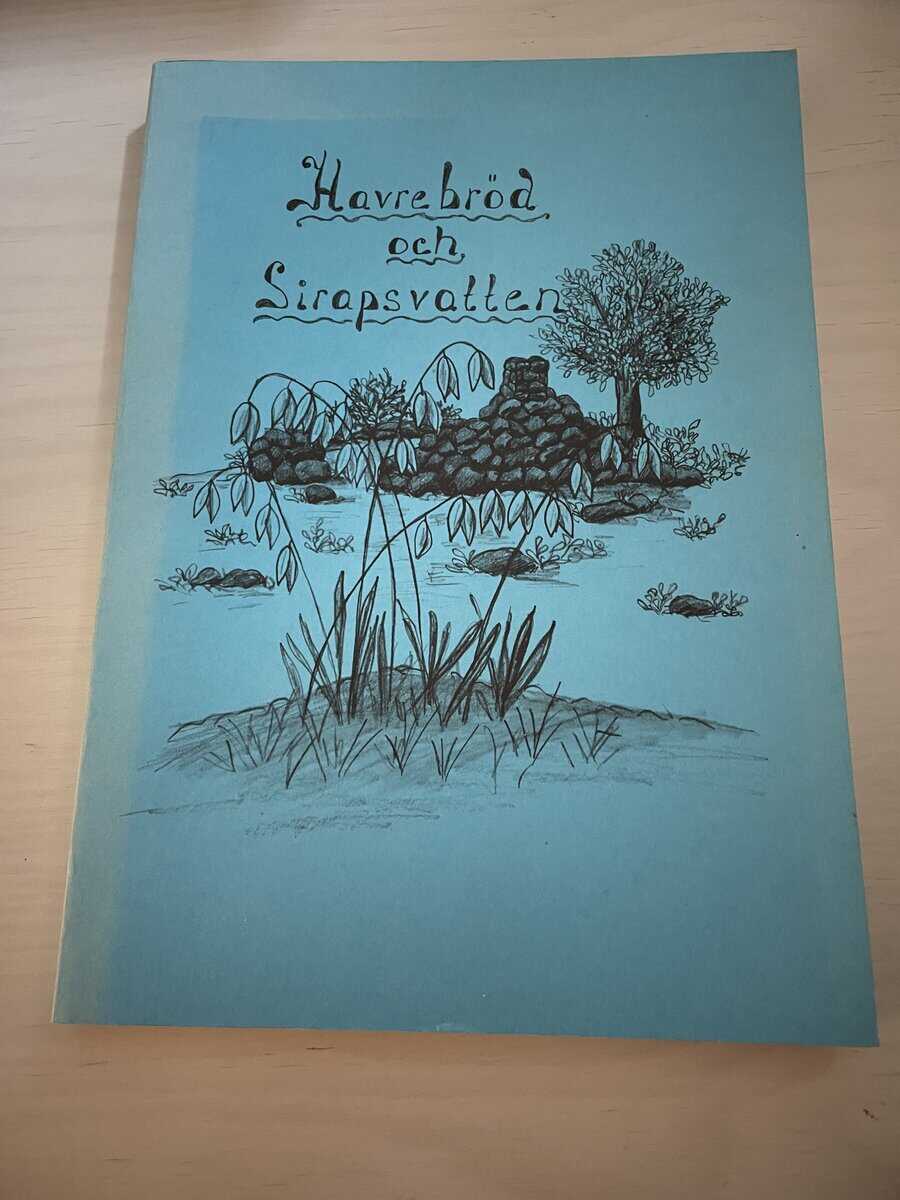 Havrebröd
och
Sirapsvatten